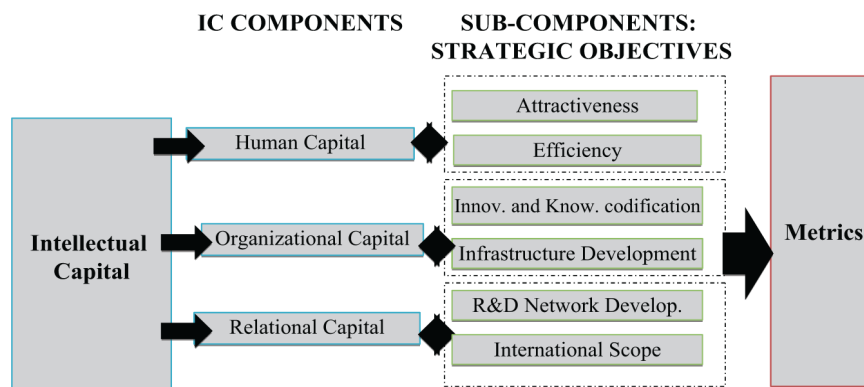 IC COMPONENTS
SUB-COMPONENTS:
STRATEGIC OBJECTIVES
Intellectual
Capital
Human Capital
Organizational Capital
Relational Capital
Attractiveness
Efficiency
Innov. and Know. codification
Infrastructure Development
R&D Network Develop.
International Scope
Metrics